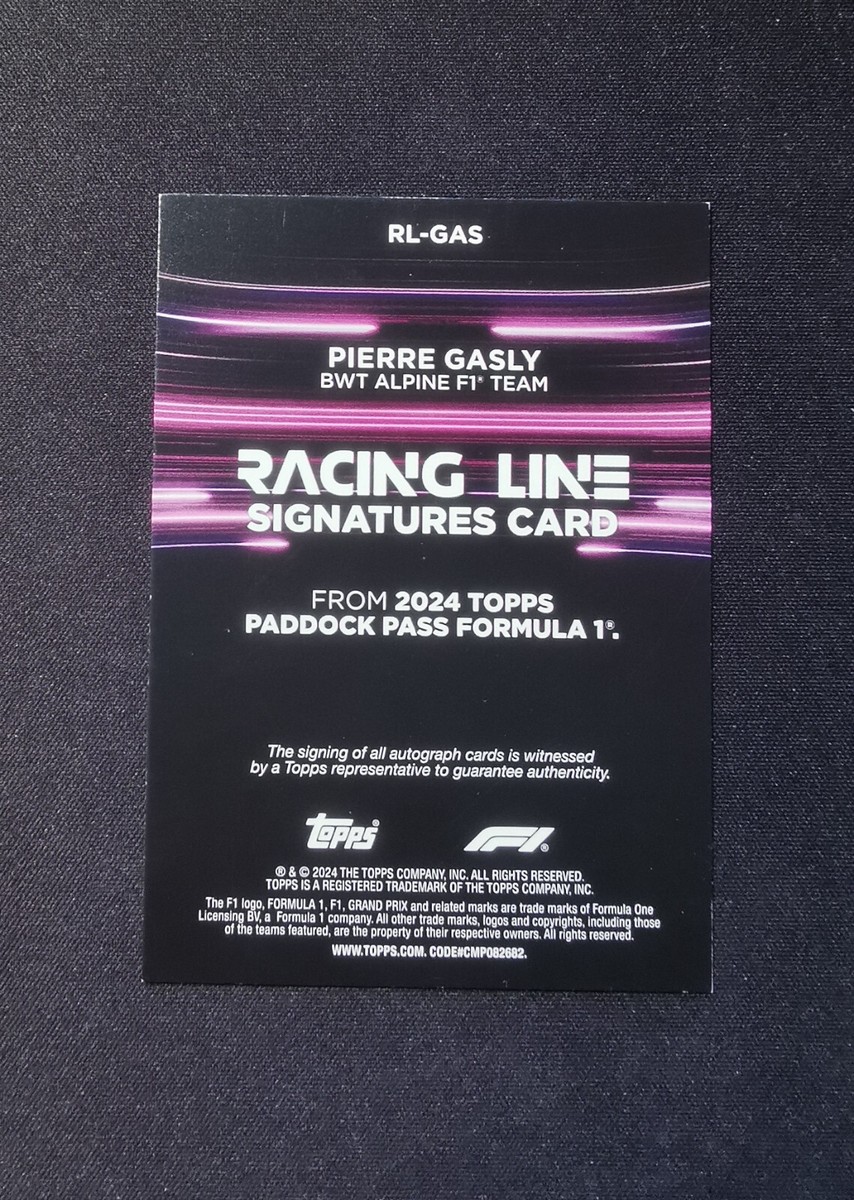 RL-GAS
PIERRE GASLY
BWT ALPINE F1® TEAM
RACING LINE
SIGNATURES CARD
FROM 2024 TOPPS
PADDOCK PASS FORMULA 1®.
The signing of all autograph cards is witnessed
by a Topps representative to guarantee authenticity.
topps® F1®
® & © 2024 THE TOPPS COMPANY, INC. ALL RIGHTS RESERVED.
TOPPS IS A REGISTERED TRADEMARK OF THE TOPPS COMPANY, INC.
The F1 logo, FORMULA 1, F1, GRAND PRIX and related marks are trade marks of Formula One
Licensing BV, a Formula 1 company. All other trade marks, logos and copyrights, including those
of the teams featured, are the property of their respective owners. All rights reserved.
WWW.TOPPS.COM. CODE#CMP082682.